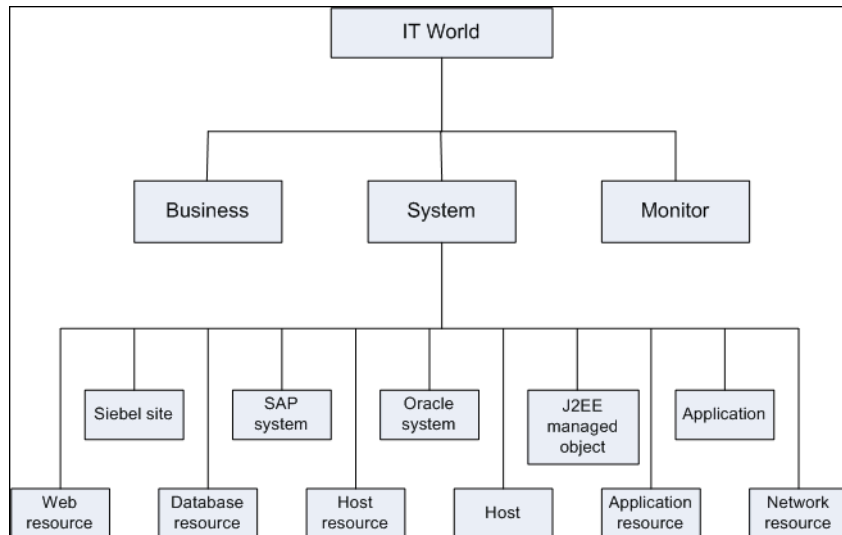 IT World
Business
System
Monitor
Siebel site
SAP
system
Oracle
system
J2EE
managed
object
Application
Web
resource
Database
resource
Host
resource
Host
Application
resource
Network
resource